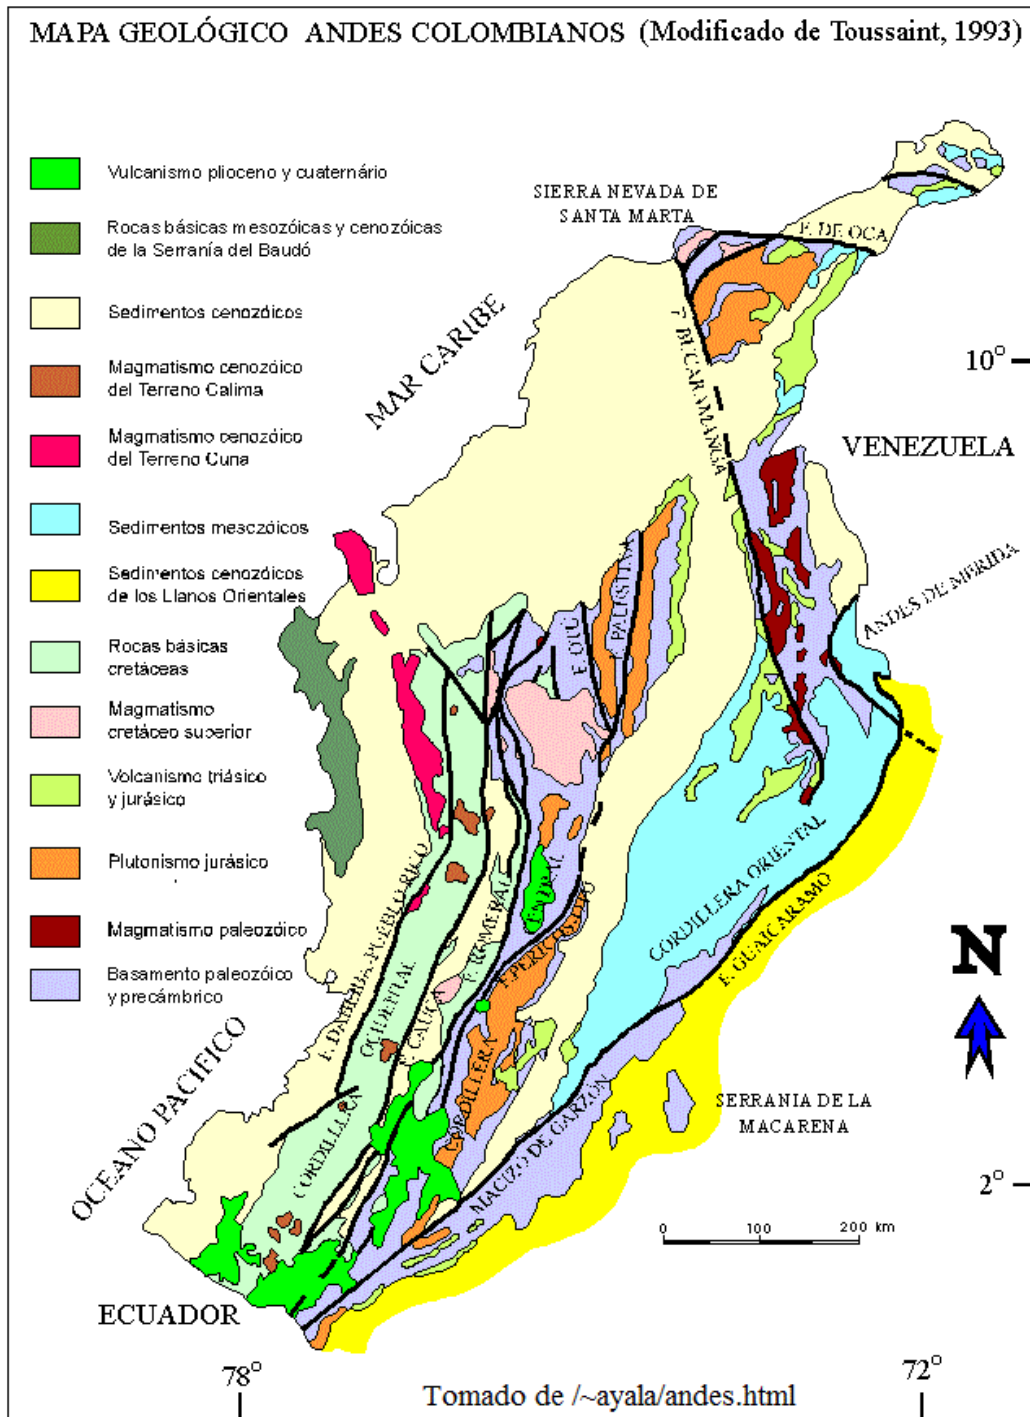 MAPA GEOLÓGICO ANDES COLOMBIANOS (Modificado de Toussaint, 1993)
Vulcanismo plioceno y cuaternário
Rocas básicas mesozóicas y cenozóicas
de la Serranía del Baudó
Sedimentos cenozóicos
Magmatismo cenozóico
del Terreno Calima
Magmatismo cenozóico
del Terreno Cuna
Sedimentos mesozóicos
Sedimentos cenozóicos
de los Llanos Orientales
Rocas básicas
cretáceas
Magmatismo
cretáceo superior
Volcanismo triásico
y jurásico
Plutonismo jurásico
Magmatismo paleozóico
Basamento paleozóico
y precámbrico
SIERRA NEVADA DE
SANTA MARTA
F. DE OCA
MAR CARIBE
F. BUCARAMANGA
10°
VENEZUELA
ANDES DE MERIDA
F. PALESTINA
F. OTU
CORDILLERA ORIENTAL
F. GUAICARAMO
F. DABEIBA-PUEBLO RICO
CORDILLERA
OCIDENTAL
F. CAUCA
F. ROMERAL
CORDILLERA
F. PERICOS
N
OCEANO PACIFICO
MACIZO DE GARZON
SERRANIA DE LA
MACARENA
2°
0 100 200 km
ECUADOR
78°
72°
Tomado de /~ayala/andes.html